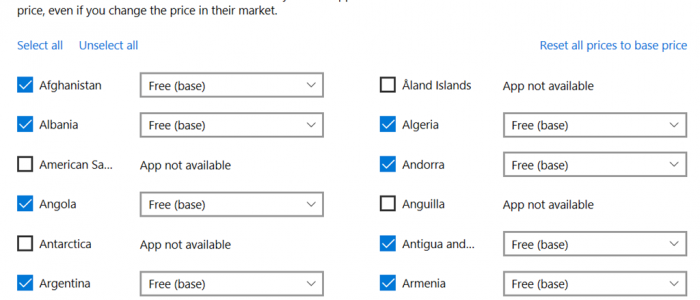 price, even if you change the price in their market.
Select all Unselect all Reset all prices to base price
Afghanistan Free (base) Åland Islands App not available
Albania Free (base) Algeria Free (base)
American Sa... App not available Andorra Free (base)
Angola Free (base) Anguilla App not available
Antarctica App not available Antigua and... Free (base)
Argentina Free (base) Armenia Free (base)